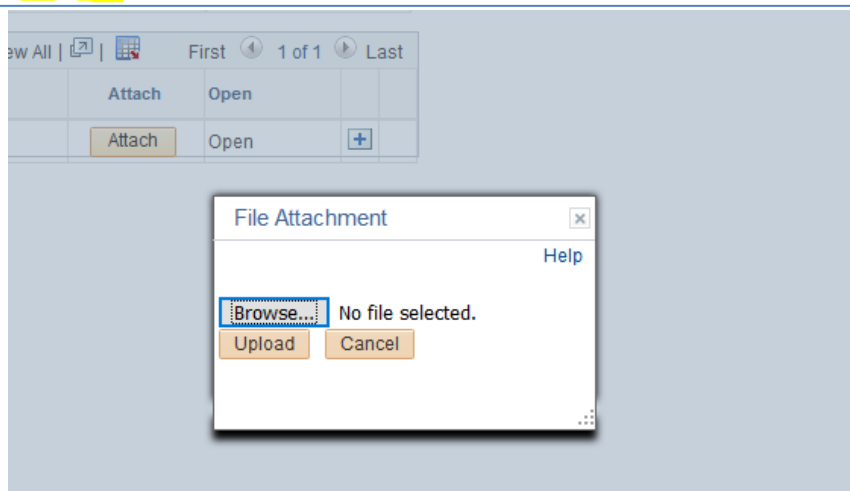 ew All | | First 1 of 1 Last
Attach Open
Attach Open
File Attachment
Help
Browse... No file selected.
Upload Cancel